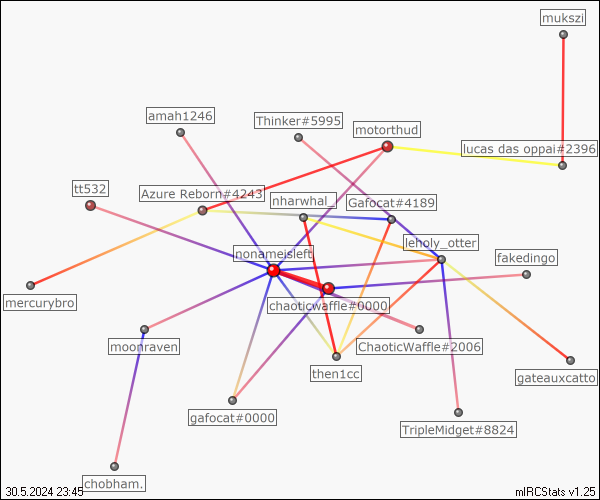 mukszi
amah1246
Thinker#5995
motorthud
lucas das oppai#2396
tt532
Azure Reborn#4243
nharwhal_
Gafocat#4189
nonameisleft
leholy_otter
fakedingo
mercurybro
chaoticwaffle#0000
moonraven
ChaoticWaffle#2006
then1cc
gateauxcatto
gafocat#0000
TripleMidget#8824
chobham.
30.5.2024 23:45
mIRCStats v1.25